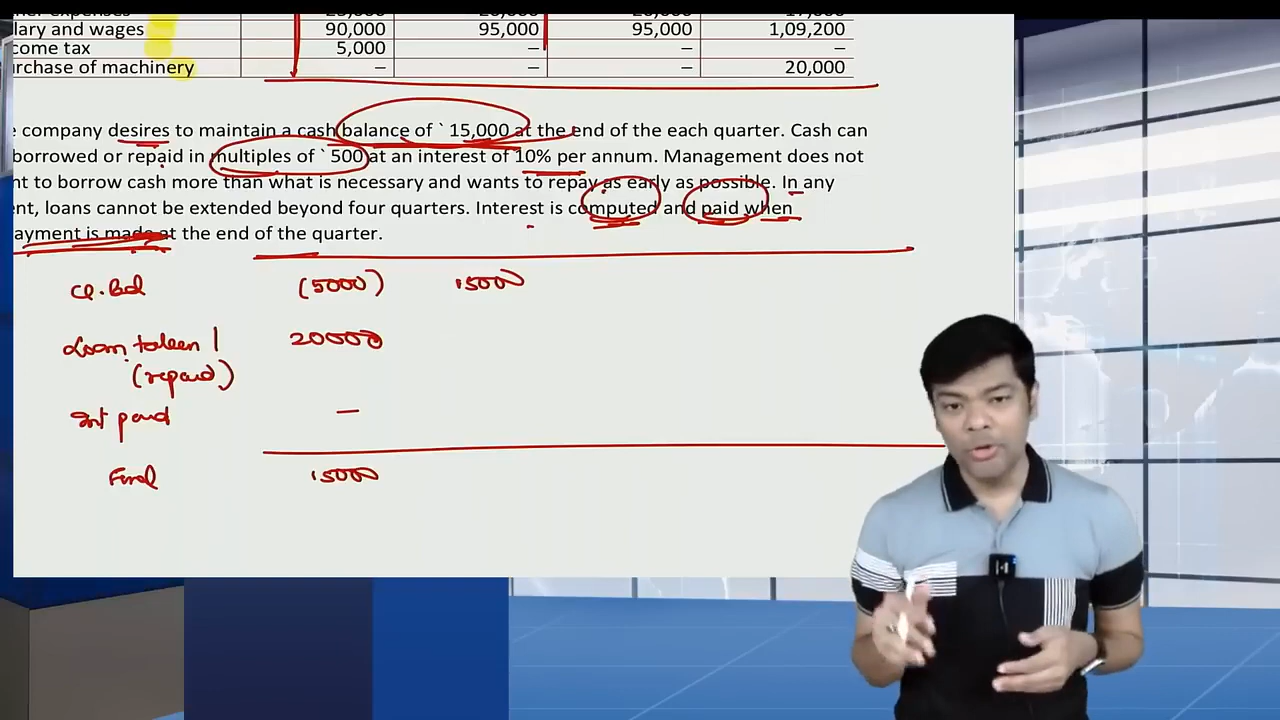 lary and wages 90,000 95,000 95,000 1,09,200
come tax 5,000 – – –
rchase of machinery – – – 20,000
e company desires to maintain a cash balance of ` 15,000 at the end of the each quarter. Cash can
borrowed or repaid in multiples of ` 500 at an interest of 10% per annum. Management does not
nt to borrow cash more than what is necessary and wants to repay as early as possible. In any
ent, loans cannot be extended beyond four quarters. Interest is computed and paid when
ayment is made at the end of the quarter.
Cl. Bal (5000) 15000
Loan taken / 20000
(repaid)
Int paid –
Final 15000